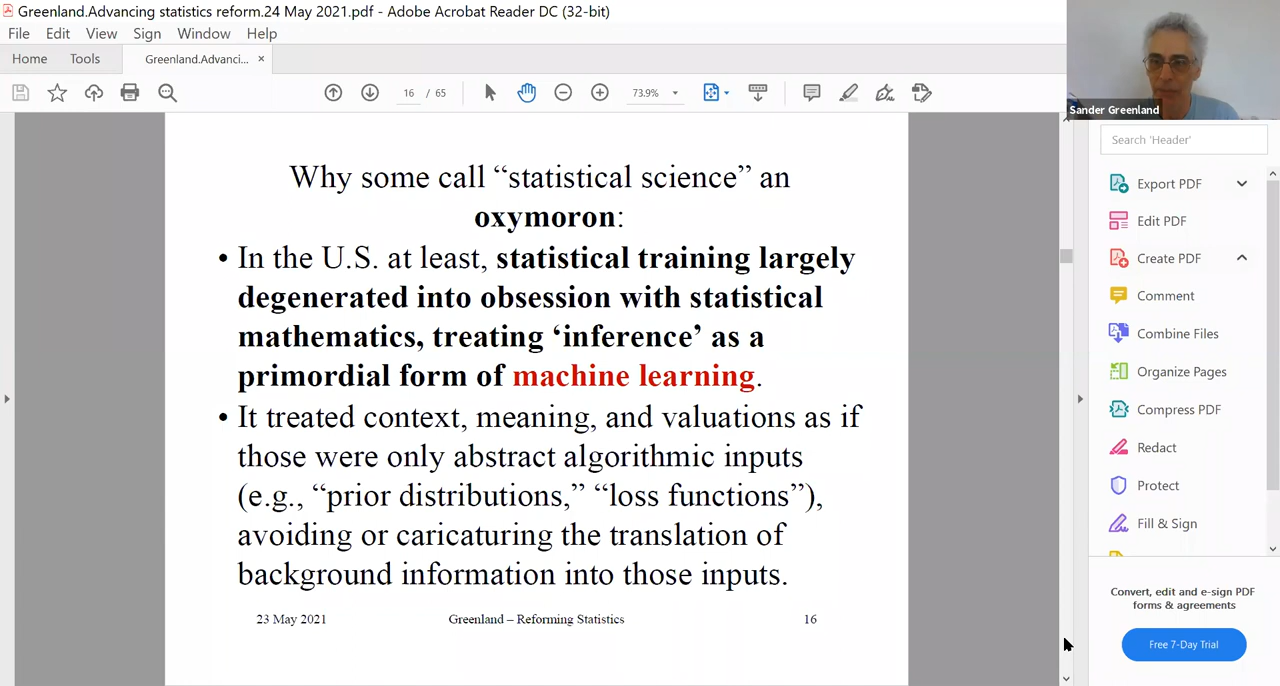 Greenland.Advancing statistics reform.24 May 2021.pdf - Adobe Acrobat Reader DC (32-bit)
File Edit View Sign Window Help
Home Tools Greenland.Advanci... ×
16 / 65 73.9%
Sander Greenland
Search 'Header'
Why some call “statistical science” an
oxymoron:
• In the U.S. at least, statistical training largely
degenerated into obsession with statistical
mathematics, treating ‘inference’ as a
primordial form of machine learning.
• It treated context, meaning, and valuations as if
those were only abstract algorithmic inputs
(e.g., “prior distributions,” “loss functions”),
avoiding or caricaturing the translation of
background information into those inputs.
23 May 2021 Greenland – Reforming Statistics 16
Export PDF
Edit PDF
Create PDF
Comment
Combine Files
Organize Pages
Compress PDF
Redact
Protect
Fill & Sign
Convert, edit and e-sign PDF
forms & agreements
Free 7-Day Trial